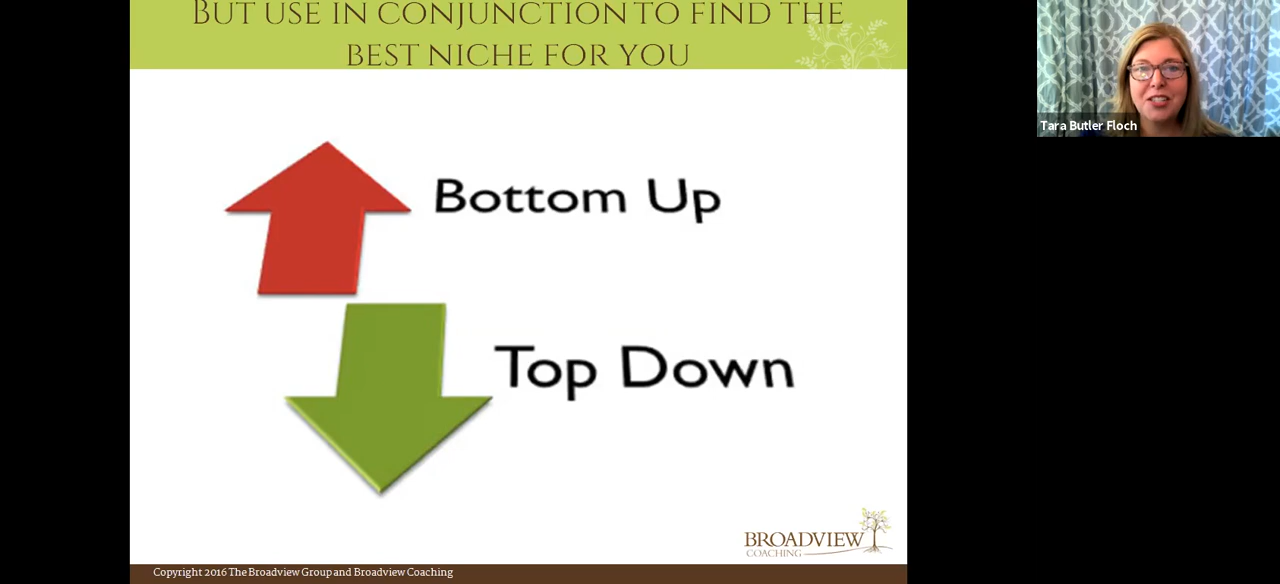 But use in conjunction to find the
best niche for you
Tara Butler Floch
Bottom Up
Top Down
BROADVIEW
COACHING
Copyright 2016 The Broadview Group and Broadview Coaching